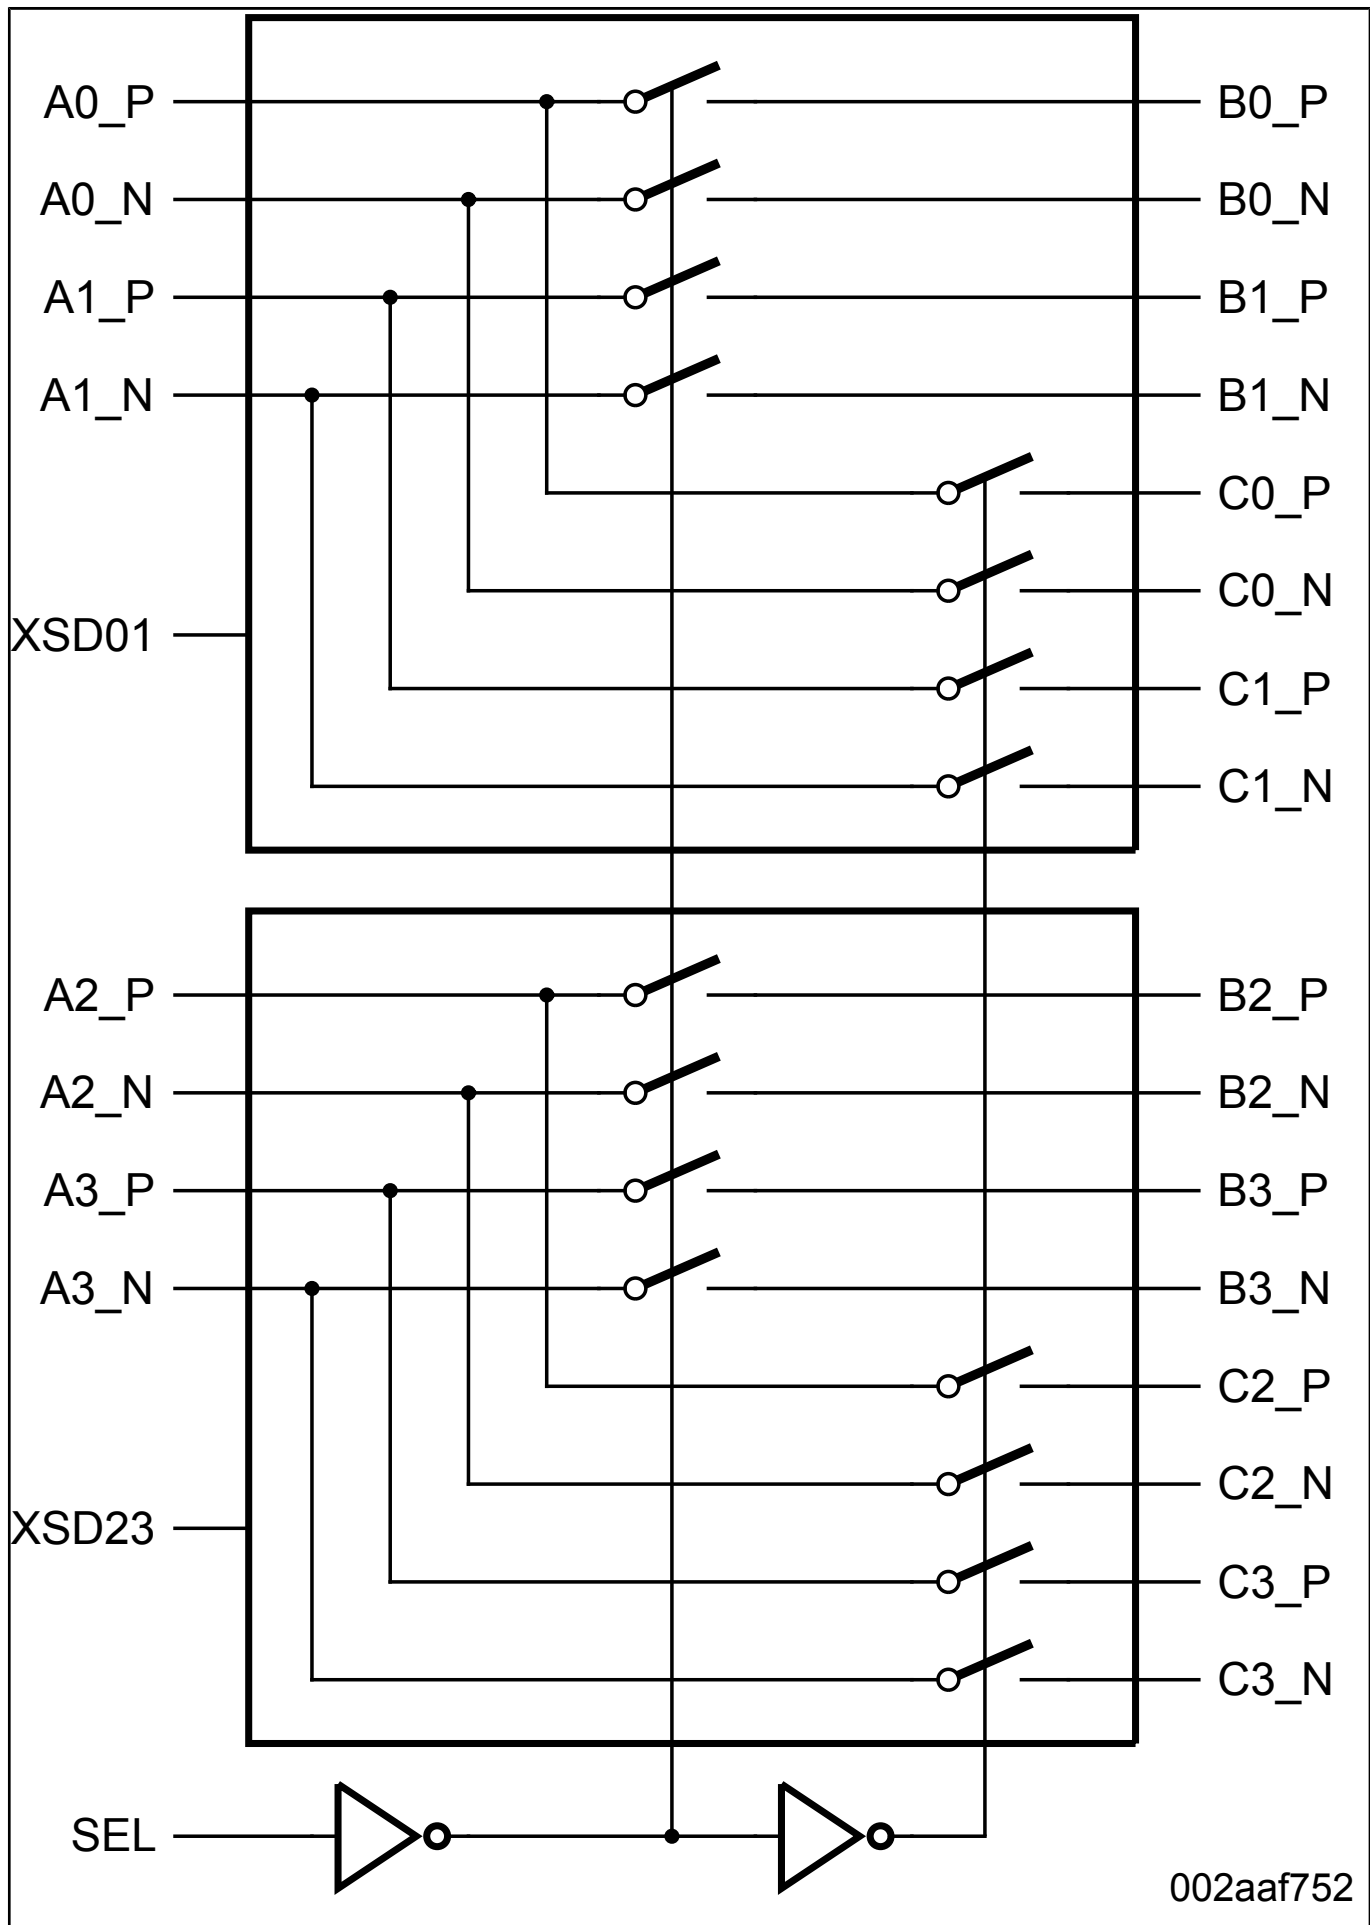 A0_P B0_P
A0_N B0_N
A1_P B1_P
A1_N B1_N
C0_P
C0_N
XSD01
C1_P
C1_N
A2_P B2_P
A2_N B2_N
A3_P B3_P
A3_N B3_N
C2_P
C2_N
XSD23
C3_P
C3_N
SEL
002aaf752